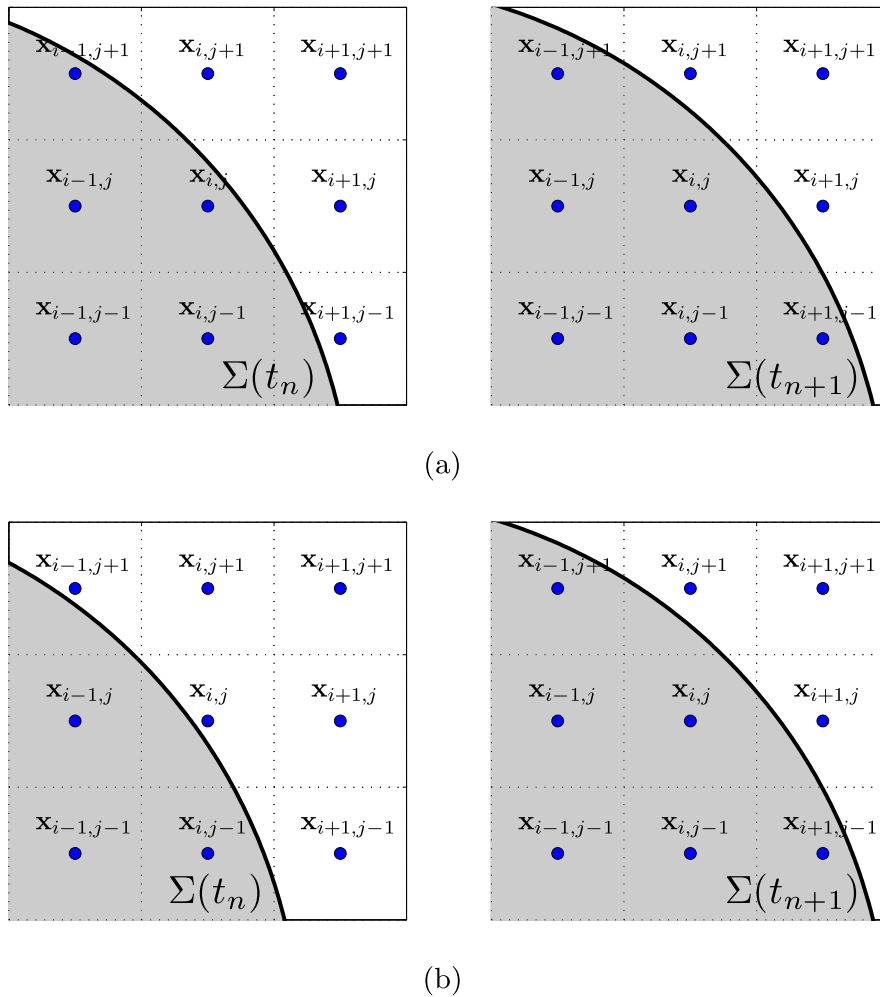 x_{i−1,j+1} x_{i,j+1} x_{i+1,j+1} x_{i−1,j+1} x_{i,j+1} x_{i+1,j+1}
x_{i−1,j} x_{i,j} x_{i+1,j} x_{i−1,j} x_{i,j} x_{i+1,j}
x_{i−1,j−1} x_{i,j−1} x_{i+1,j−1} x_{i−1,j−1} x_{i,j−1} x_{i+1,j−1}
Σ(t_n) Σ(t_{n+1})
(a)
x_{i−1,j+1} x_{i,j+1} x_{i+1,j+1} x_{i−1,j+1} x_{i,j+1} x_{i+1,j+1}
x_{i−1,j} x_{i,j} x_{i+1,j} x_{i−1,j} x_{i,j} x_{i+1,j}
x_{i−1,j−1} x_{i,j−1} x_{i+1,j−1} x_{i−1,j−1} x_{i,j−1} x_{i+1,j−1}
Σ(t_n) Σ(t_{n+1})
(b)